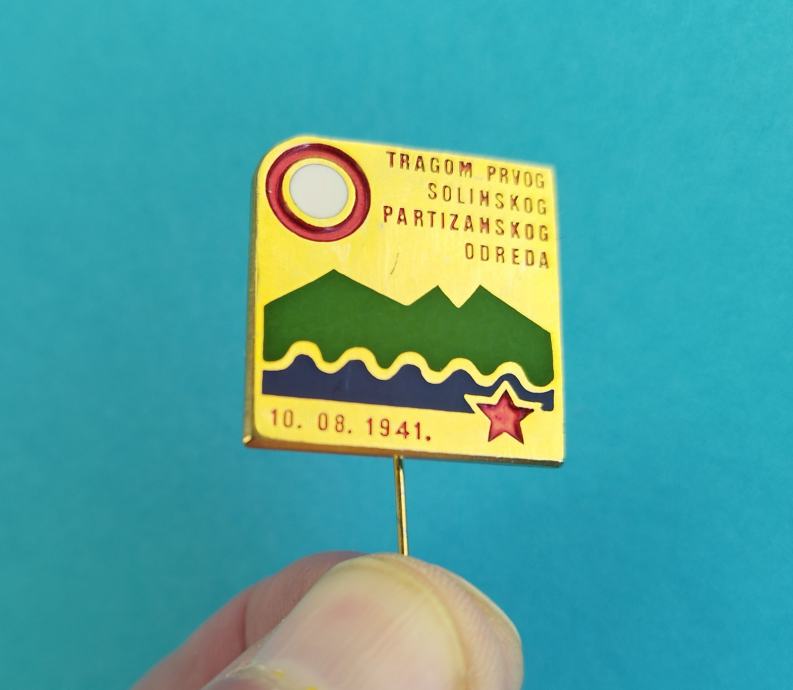 TRAGOM PRVOG
SOLINSKOG
PARTIZANSKOG
ODREDA
10. 08. 1941.